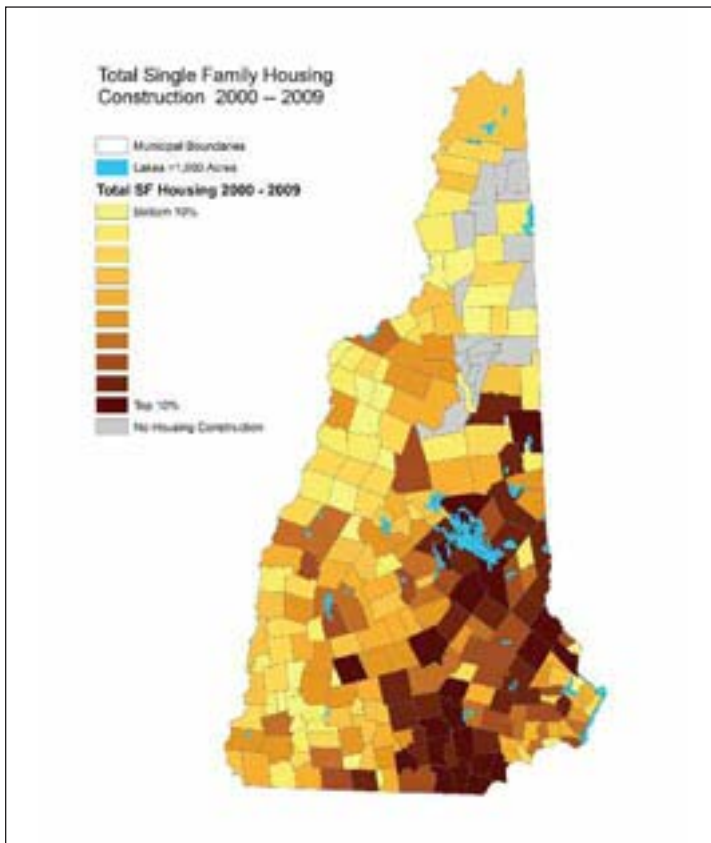 Total Single Family Housing
Construction 2000 -- 2009
Municipal Boundaries
Lakes >1,000 Acres
Total SF Housing 2000 - 2009
Bottom 10%
Top 10%
No Housing Construction